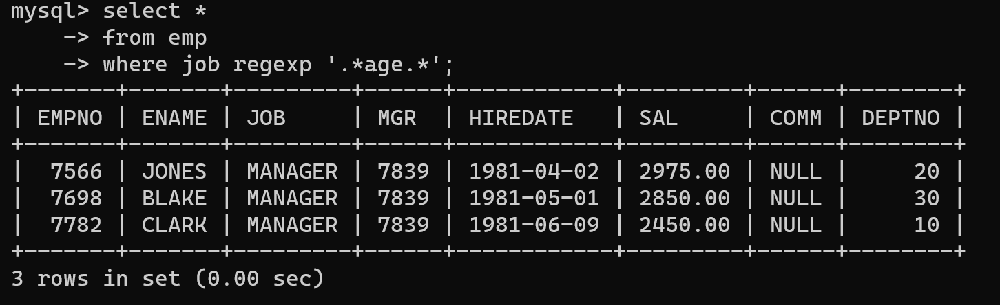 mysql> select *
    -> from emp
    -> where job regexp '.*age.*';
+-------+-------+---------+------+------------+---------+------+--------+
| EMPNO | ENAME | JOB     | MGR  | HIREDATE   | SAL     | COMM | DEPTNO |
+-------+-------+---------+------+------------+---------+------+--------+
|  7566 | JONES | MANAGER | 7839 | 1981-04-02 | 2975.00 | NULL |     20 |
|  7698 | BLAKE | MANAGER | 7839 | 1981-05-01 | 2850.00 | NULL |     30 |
|  7782 | CLARK | MANAGER | 7839 | 1981-06-09 | 2450.00 | NULL |     10 |
+-------+-------+---------+------+------------+---------+------+--------+
3 rows in set (0.00 sec)